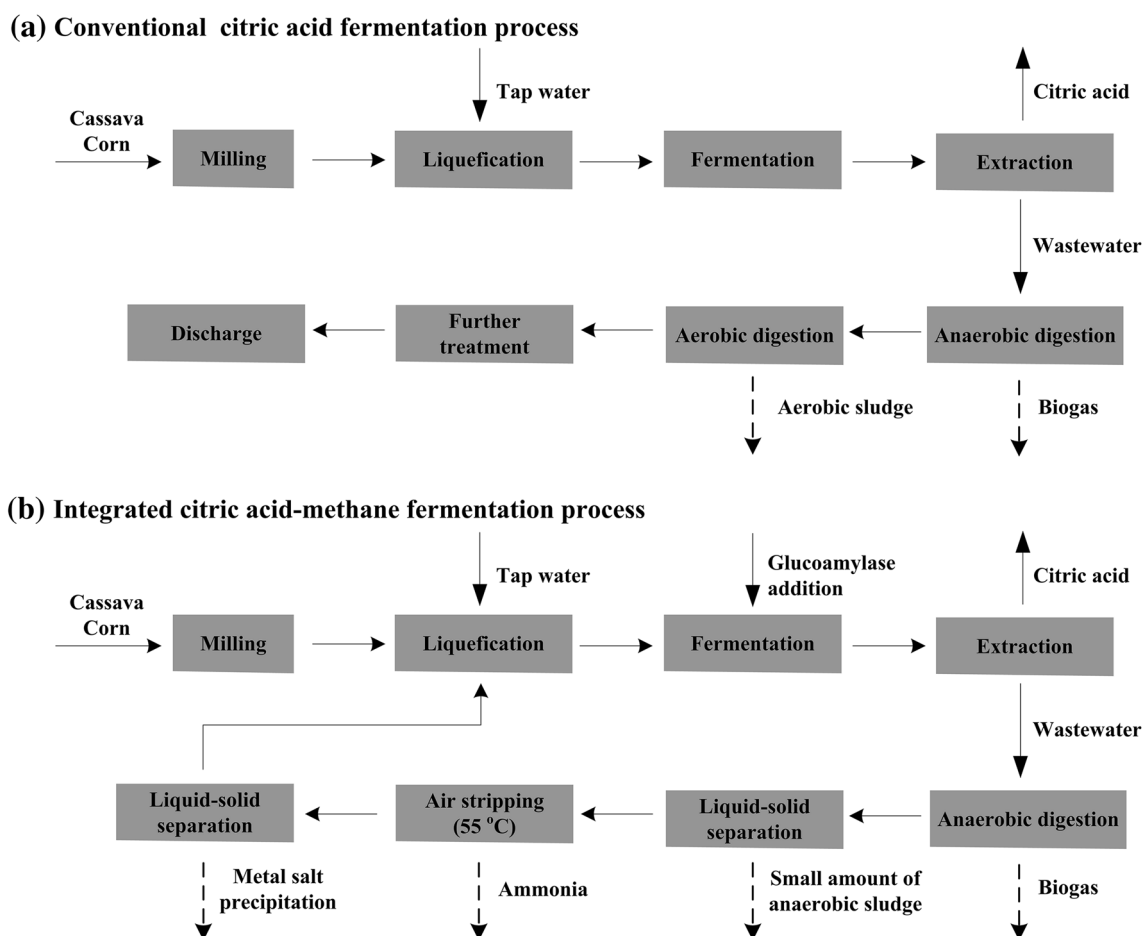 (a) Conventional citric acid fermentation process
Tap water
Citric acid
Cassava
Corn
Milling
Liquefication
Fermentation
Extraction
Wastewater
Discharge
Further
treatment
Aerobic digestion
Anaerobic digestion
Aerobic sludge
Biogas
(b) Integrated citric acid-methane fermentation process
Tap water
Glucoamylase
addition
Citric acid
Cassava
Corn
Milling
Liquefication
Fermentation
Extraction
Wastewater
Liquid-solid
separation
Air stripping
(55 °C)
Liquid-solid
separation
Anaerobic digestion
Metal salt
precipitation
Ammonia
Small amount of
anaerobic sludge
Biogas